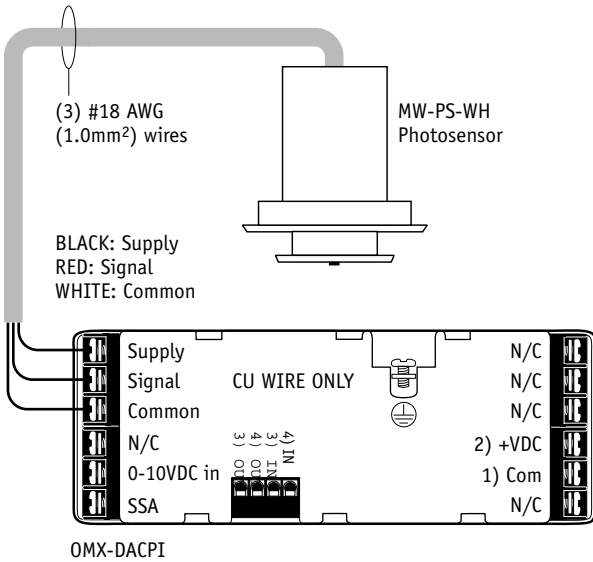 (3) #18 AWG
(1.0mm²) wires
MW-PS-WH
Photosensor
BLACK: Supply
RED: Signal
WHITE: Common
Supply
Signal
Common
N/C
0-10VDC in
SSA
CU WIRE ONLY
3) OU
4) OU
3) IN
4) IN
N/C
N/C
N/C
2) +VDC
1) Com
N/C
OMX-DACPI